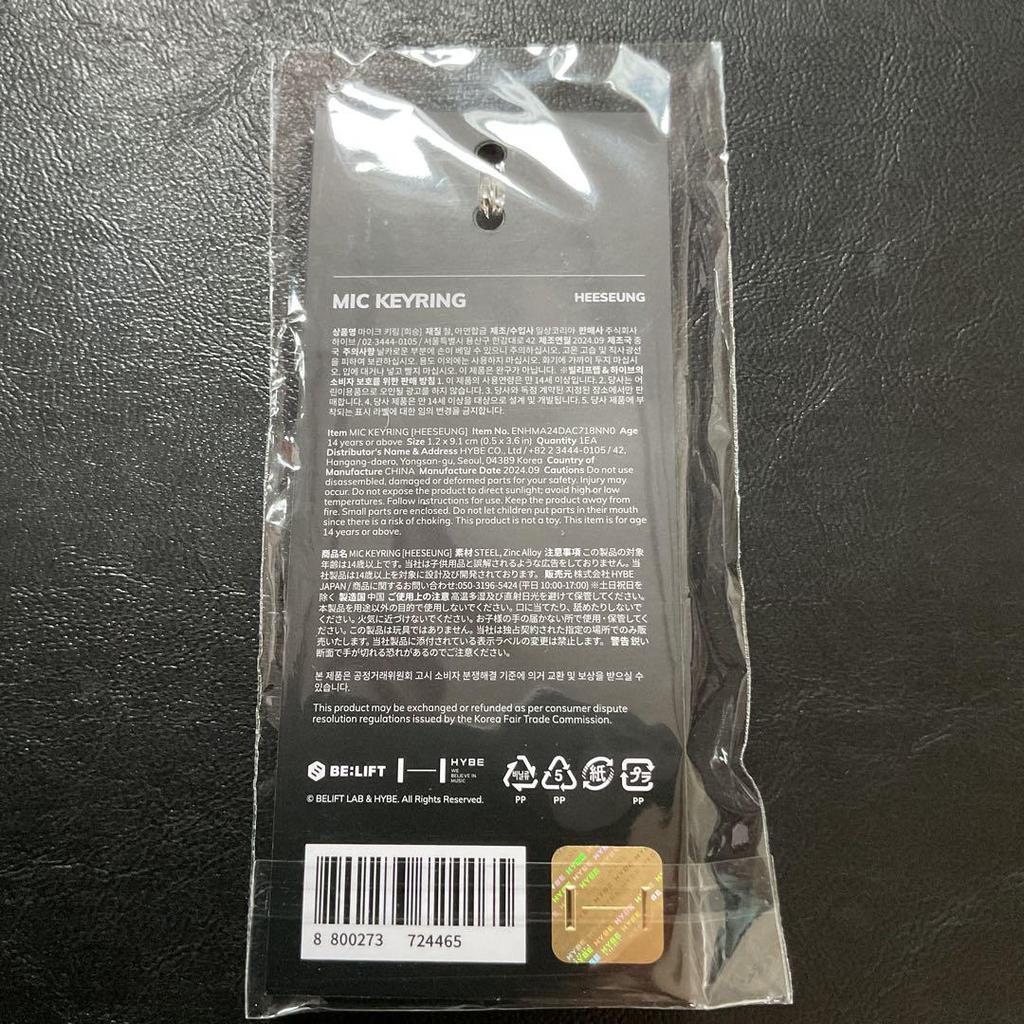 MIC KEYRING HEESEUNG
상품명 마이크 키링 [희승] 재질 철, 아연합금 제조/수입사 일상코리아 판매사 주식회사
하이브 / 02-3444-0105 / 서울특별시 용산구 한강대로 42 제조연월 2024.09 제조국 중
국 주의사항 날카로운 부분에 손이 베일 수 있으니 주의하십시오. 고온 고습 및 직사광선
을 피하여 보관하십시오. 용도 이외에는 사용하지 마십시오. 화기에 가까이 두지 마십시
오. 입에 대거나 넣고 빨지 마십시오. 이 제품은 완구가 아닙니다. ※빌리프랩 & 하이브의
소비자 보호를 위한 판매 방침 1. 이 제품의 사용연령은 만 14세 이상입니다. 2. 당사는 어
린이용품으로 오인될 광고를 하지 않습니다. 3. 당사와 독점 계약된 지정된 장소에서만 판
매합니다. 4. 당사 제품은 만 14세 이상을 대상으로 설계 및 개발됩니다. 5. 당사 제품에 부
착되는 표시 라벨에 대한 임의 변경을 금지합니다.
Item MIC KEYRING [HEESEUNG] Item No. ENHMA24DAC718NN0 Age
14 years or above Size 1.2 x 9.1 cm (0.5 x 3.6 in) Quantity 1EA
Distributor's Name & Address HYBE CO., Ltd / +82 2 3444-0105 / 42,
Hangang-daero, Yongsan-gu, Seoul, 04389 Korea Country of
Manufacture CHINA Manufacture Date 2024.09 Cautions Do not use
disassembled, damaged or deformed parts for your safety. Injury may
occur. Do not expose the product to direct sunlight; avoid high or low
temperatures. Follow instructions for use. Keep the product away from
fire. Small parts are enclosed. Do not let children put parts in their mouth
since there is a risk of choking. This product is not a toy. This item is for age
14 years or above.
商品名 MIC KEYRING [HEESEUNG] 素材 STEEL, Zinc Alloy 注意事項 この製品の対象
年齢は14歳以上です。当社は子供用品と誤解されるような広告をしておりません。当
社製品は14歳以上を対象に設計及び開発されております。 販売元 株式会社 HYBE
JAPAN / 商品に関するお問い合わせ:050-3196-5424 (平日 10:00-17:00) ※土日祝日を
除く 製造国 中国 ご使用上の注意 高温多湿及び直射日光を避けて保管してください。
本製品を用途以外の目的で使用しないでください。口に当てたり、舐めたりしないで
ください。火気に近づけないでください。お子様の手の届かない所で使用・保管してく
ださい。この製品は玩具ではありません。当社は独占契約された指定の場所でのみ販
売いたします。当社製品に添付されている表示ラベルの変更は禁止します。 警告 鋭い
断面で手が切れる恐れがあるのでご注意ください。
본 제품은 공정거래위원회 고시 소비자 분쟁해결 기준에 의거 교환 및 보상을 받으실 수
있습니다.
This product may be exchanged or refunded as per consumer dispute
resolution regulations issued by the Korea Fair Trade Commission.
BE:LIFT HYBE
WE
BELIEVE IN
MUSIC
비닐류 5 紙 プラ
PP PP PP
© BELIFT LAB & HYBE. All Rights Reserved.
8 800273 724465
HYBE HYBE HYBE